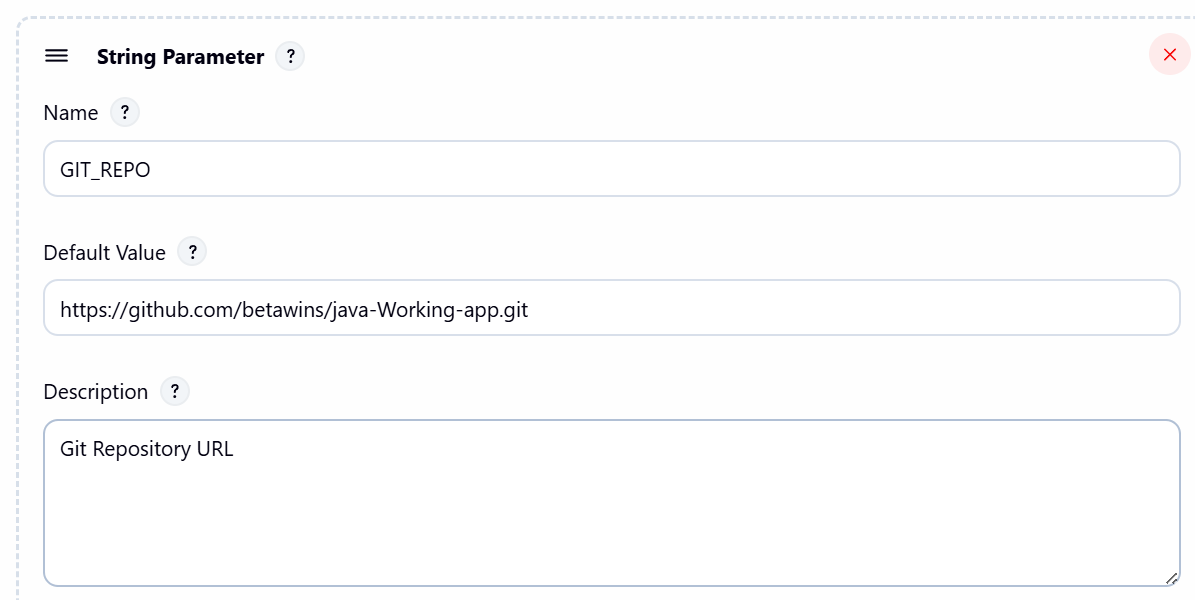 String Parameter ?
Name ?
GIT_REPO
Default Value ?
https://github.com/betawins/java-Working-app.git
Description ?
Git Repository URL